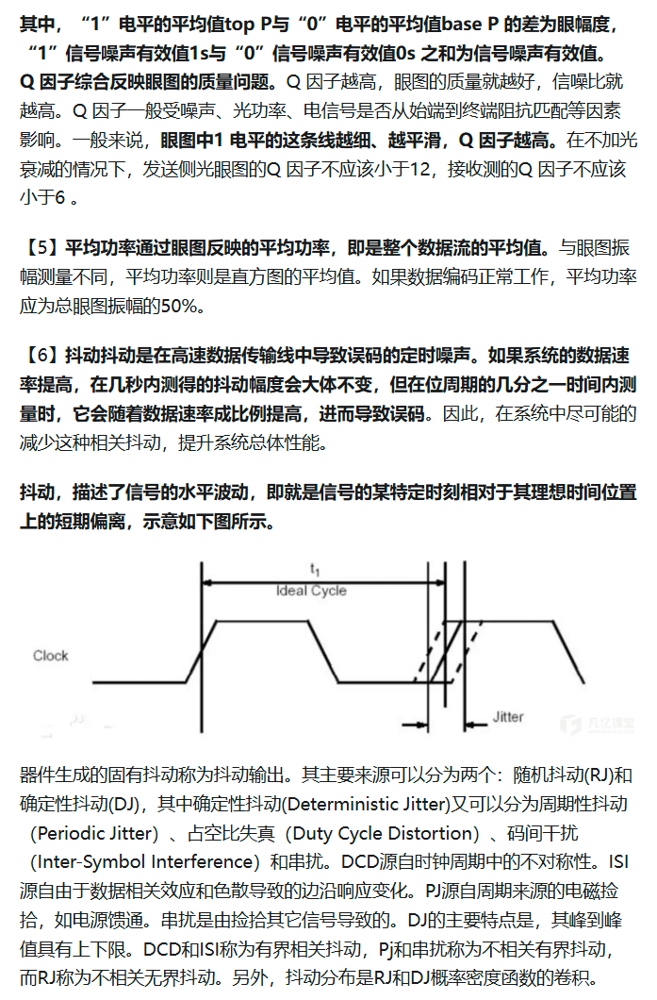 其中，“1”电平的平均值top P与“0”电平的平均值base P 的差为眼幅度，
“1”信号噪声有效值1s与“0”信号噪声有效值0s 之和为信号噪声有效值。
Q 因子综合反映眼图的质量问题。Q 因子越高，眼图的质量就越好，信噪比就
越高。Q 因子一般受噪声、光功率、电信号是否从始端到终端阻抗匹配等因素
影响。一般来说，眼图中1 电平的这条线越细、越平滑，Q 因子越高。在不加光
衰减的情况下，发送侧光眼图的Q 因子不应该小于12，接收测的Q 因子不应该
小于6 。
【5】平均功率通过眼图反映的平均功率，即是整个数据流的平均值。与眼图振
幅测量不同，平均功率则是直方图的平均值。如果数据编码正常工作，平均功率
应为总眼图振幅的50%。
【6】抖动抖动是在高速数据传输线中导致误码的定时噪声。如果系统的数据速
率提高，在几秒内测得的抖动幅度会大体不变，但在位周期的几分之一时间内测
量时，它会随着数据速率成比例提高，进而导致误码。因此，在系统中尽可能的
减少这种相关抖动，提升系统总体性能。
抖动，描述了信号的水平波动，即就是信号的某特定时刻相对于其理想时间位置
上的短期偏离，示意如下图所示。
t1
Ideal Cycle
Clock
Jitter
凡亿课堂
器件生成的固有抖动称为抖动输出。其主要来源可以分为两个：随机抖动(RJ)和
确定性抖动(DJ)，其中确定性抖动(Deterministic Jitter)又可以分为周期性抖动
（Periodic Jitter）、占空比失真（Duty Cycle Distortion）、码间干扰
（Inter-Symbol Interference）和串扰。DCD源自时钟周期中的不对称性。ISI
源自由于数据相关效应和色散导致的边沿响应变化。PJ源自周期来源的电磁捡
拾，如电源馈通。串扰是由捡拾其它信号导致的。DJ的主要特点是，其峰到峰
值具有上下限。DCD和ISI称为有界相关抖动，Pj和串扰称为不相关有界抖动，
而RJ称为不相关无界抖动。另外，抖动分布是RJ和DJ概率密度函数的卷积。